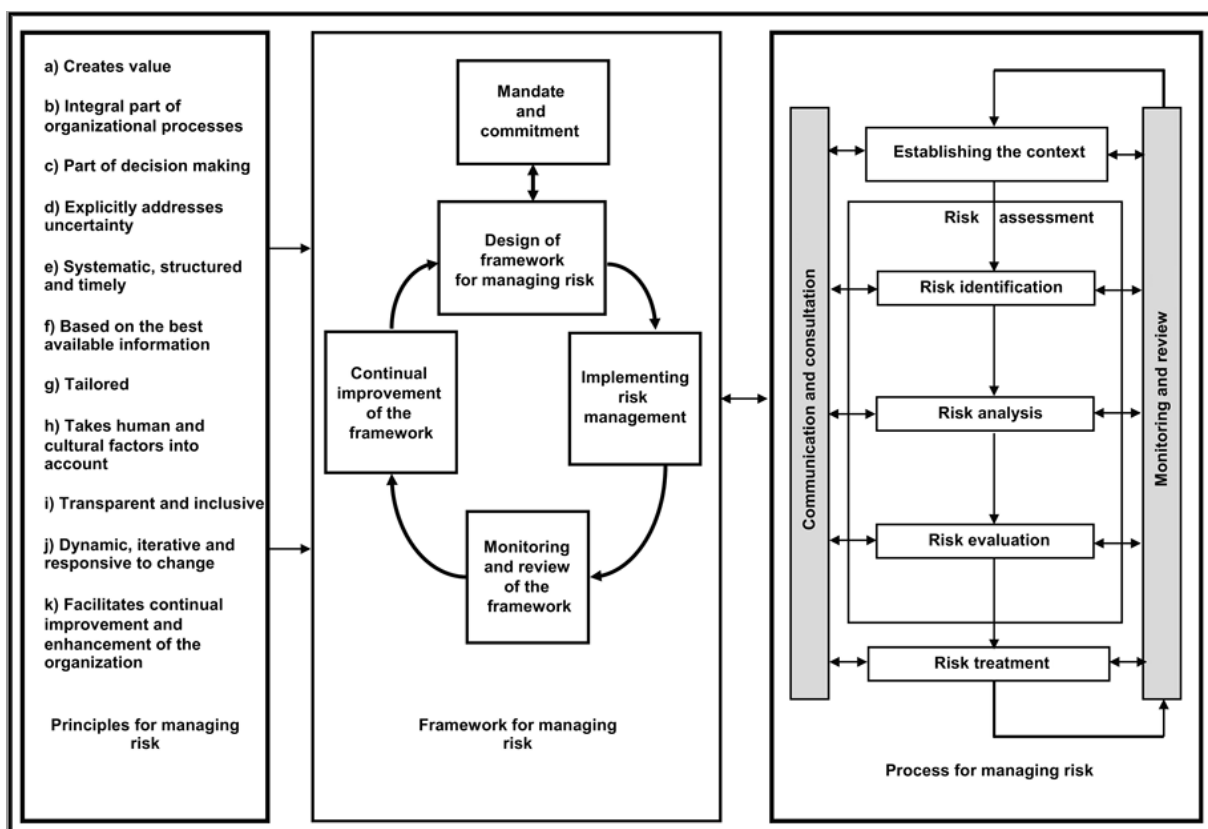 a) Creates value
b) Integral part of
organizational processes
c) Part of decision making
d) Explicitly addresses
uncertainty
e) Systematic, structured
and timely
f) Based on the best
available information
g) Tailored
h) Takes human and
cultural factors into
account
i) Transparent and inclusive
j) Dynamic, iterative and
responsive to change
k) Facilitates continual
improvement and
enhancement of the
organization
Principles for managing
risk
Mandate
and
commitment
Design of
framework
for managing risk
Implementing
risk
management
Monitoring
and review
of the
framework
Continual
improvement
of the
framework
Framework for managing
risk
Communication and consultation
Establishing the context
Risk assessment
Risk identification
Risk analysis
Risk evaluation
Risk treatment
Monitoring and review
Process for managing risk